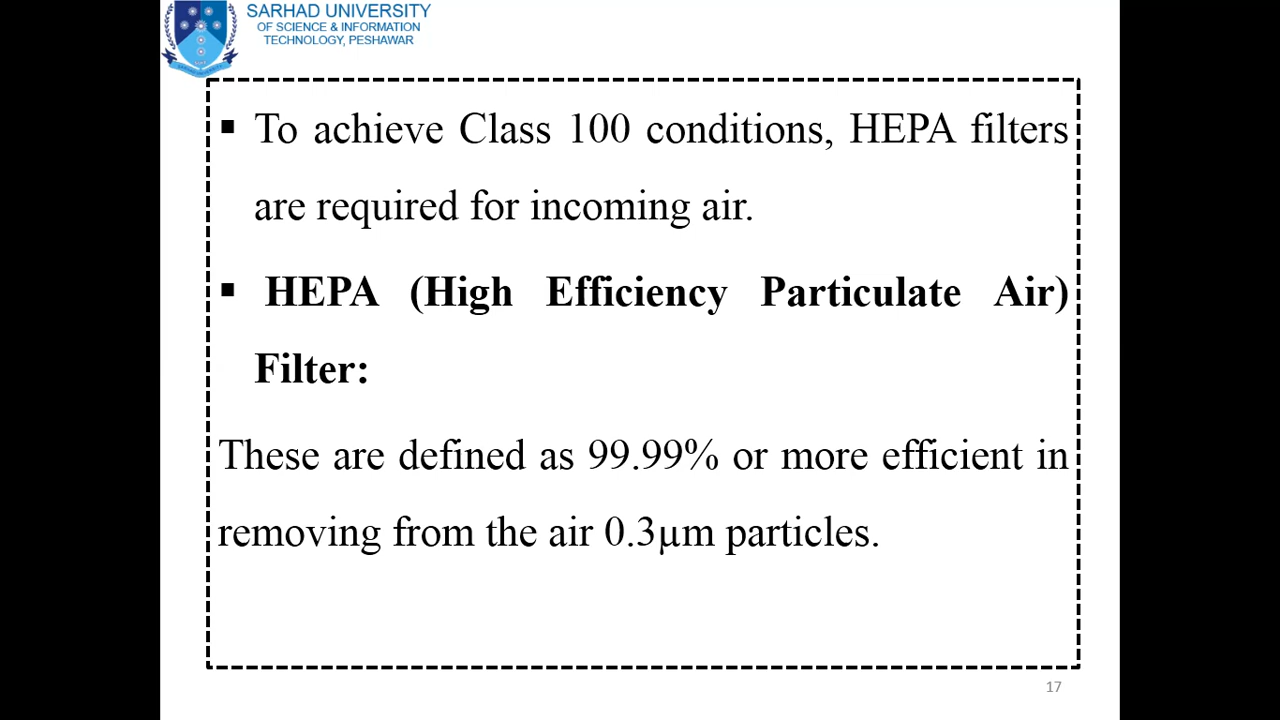 SARHAD UNIVERSITY
OF SCIENCE & INFORMATION
TECHNOLOGY, PESHAWAR
▪ To achieve Class 100 conditions, HEPA filters
are required for incoming air.
▪ HEPA (High Efficiency Particulate Air)
Filter:
These are defined as 99.99% or more efficient in
removing from the air 0.3µm particles.
17